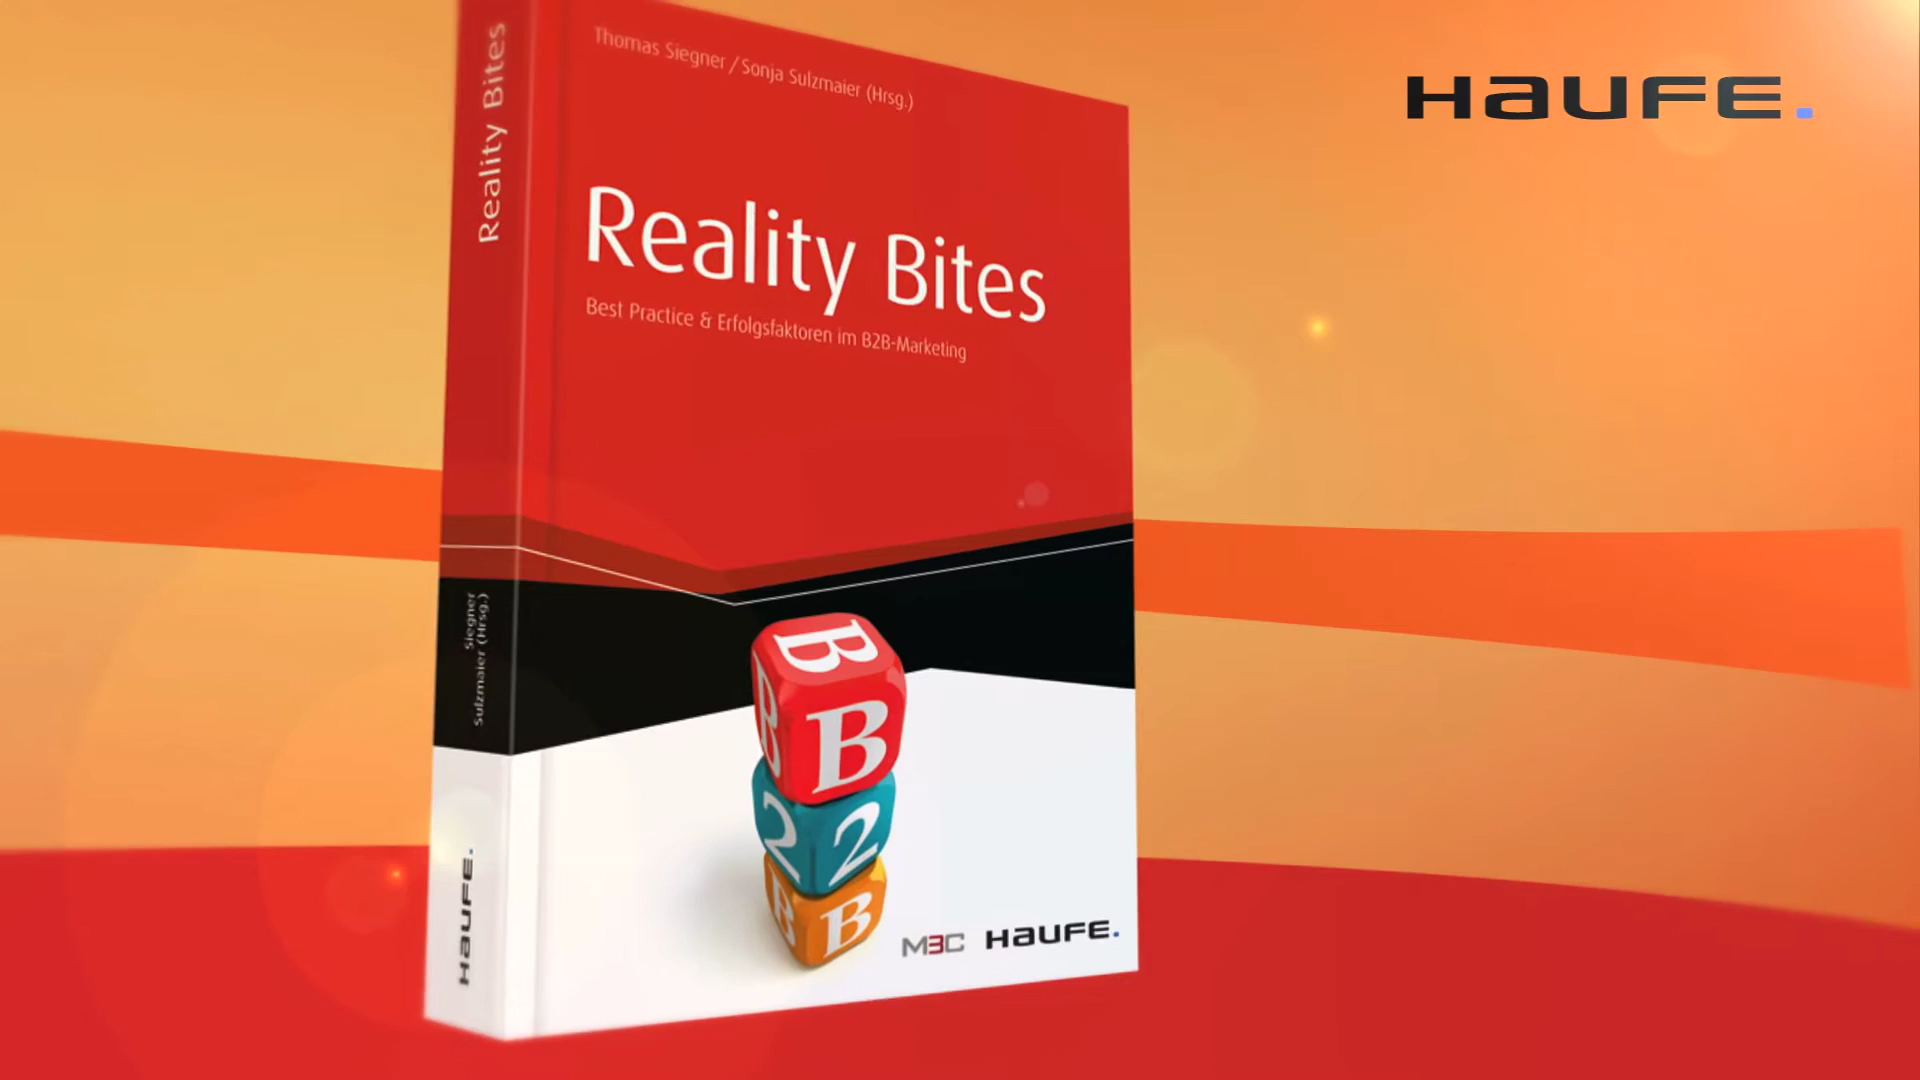 HAUFE.
Thomas Siegner / Sonja Sulzmaier (Hrsg.)
Reality Bites
Best Practice & Erfolgsfaktoren im B2B-Marketing
Reality Bites
Siegner
Sulzmaier (Hrsg.)
HAUFE.
B
B
B
2
2
B
B
M3C HAUFE.